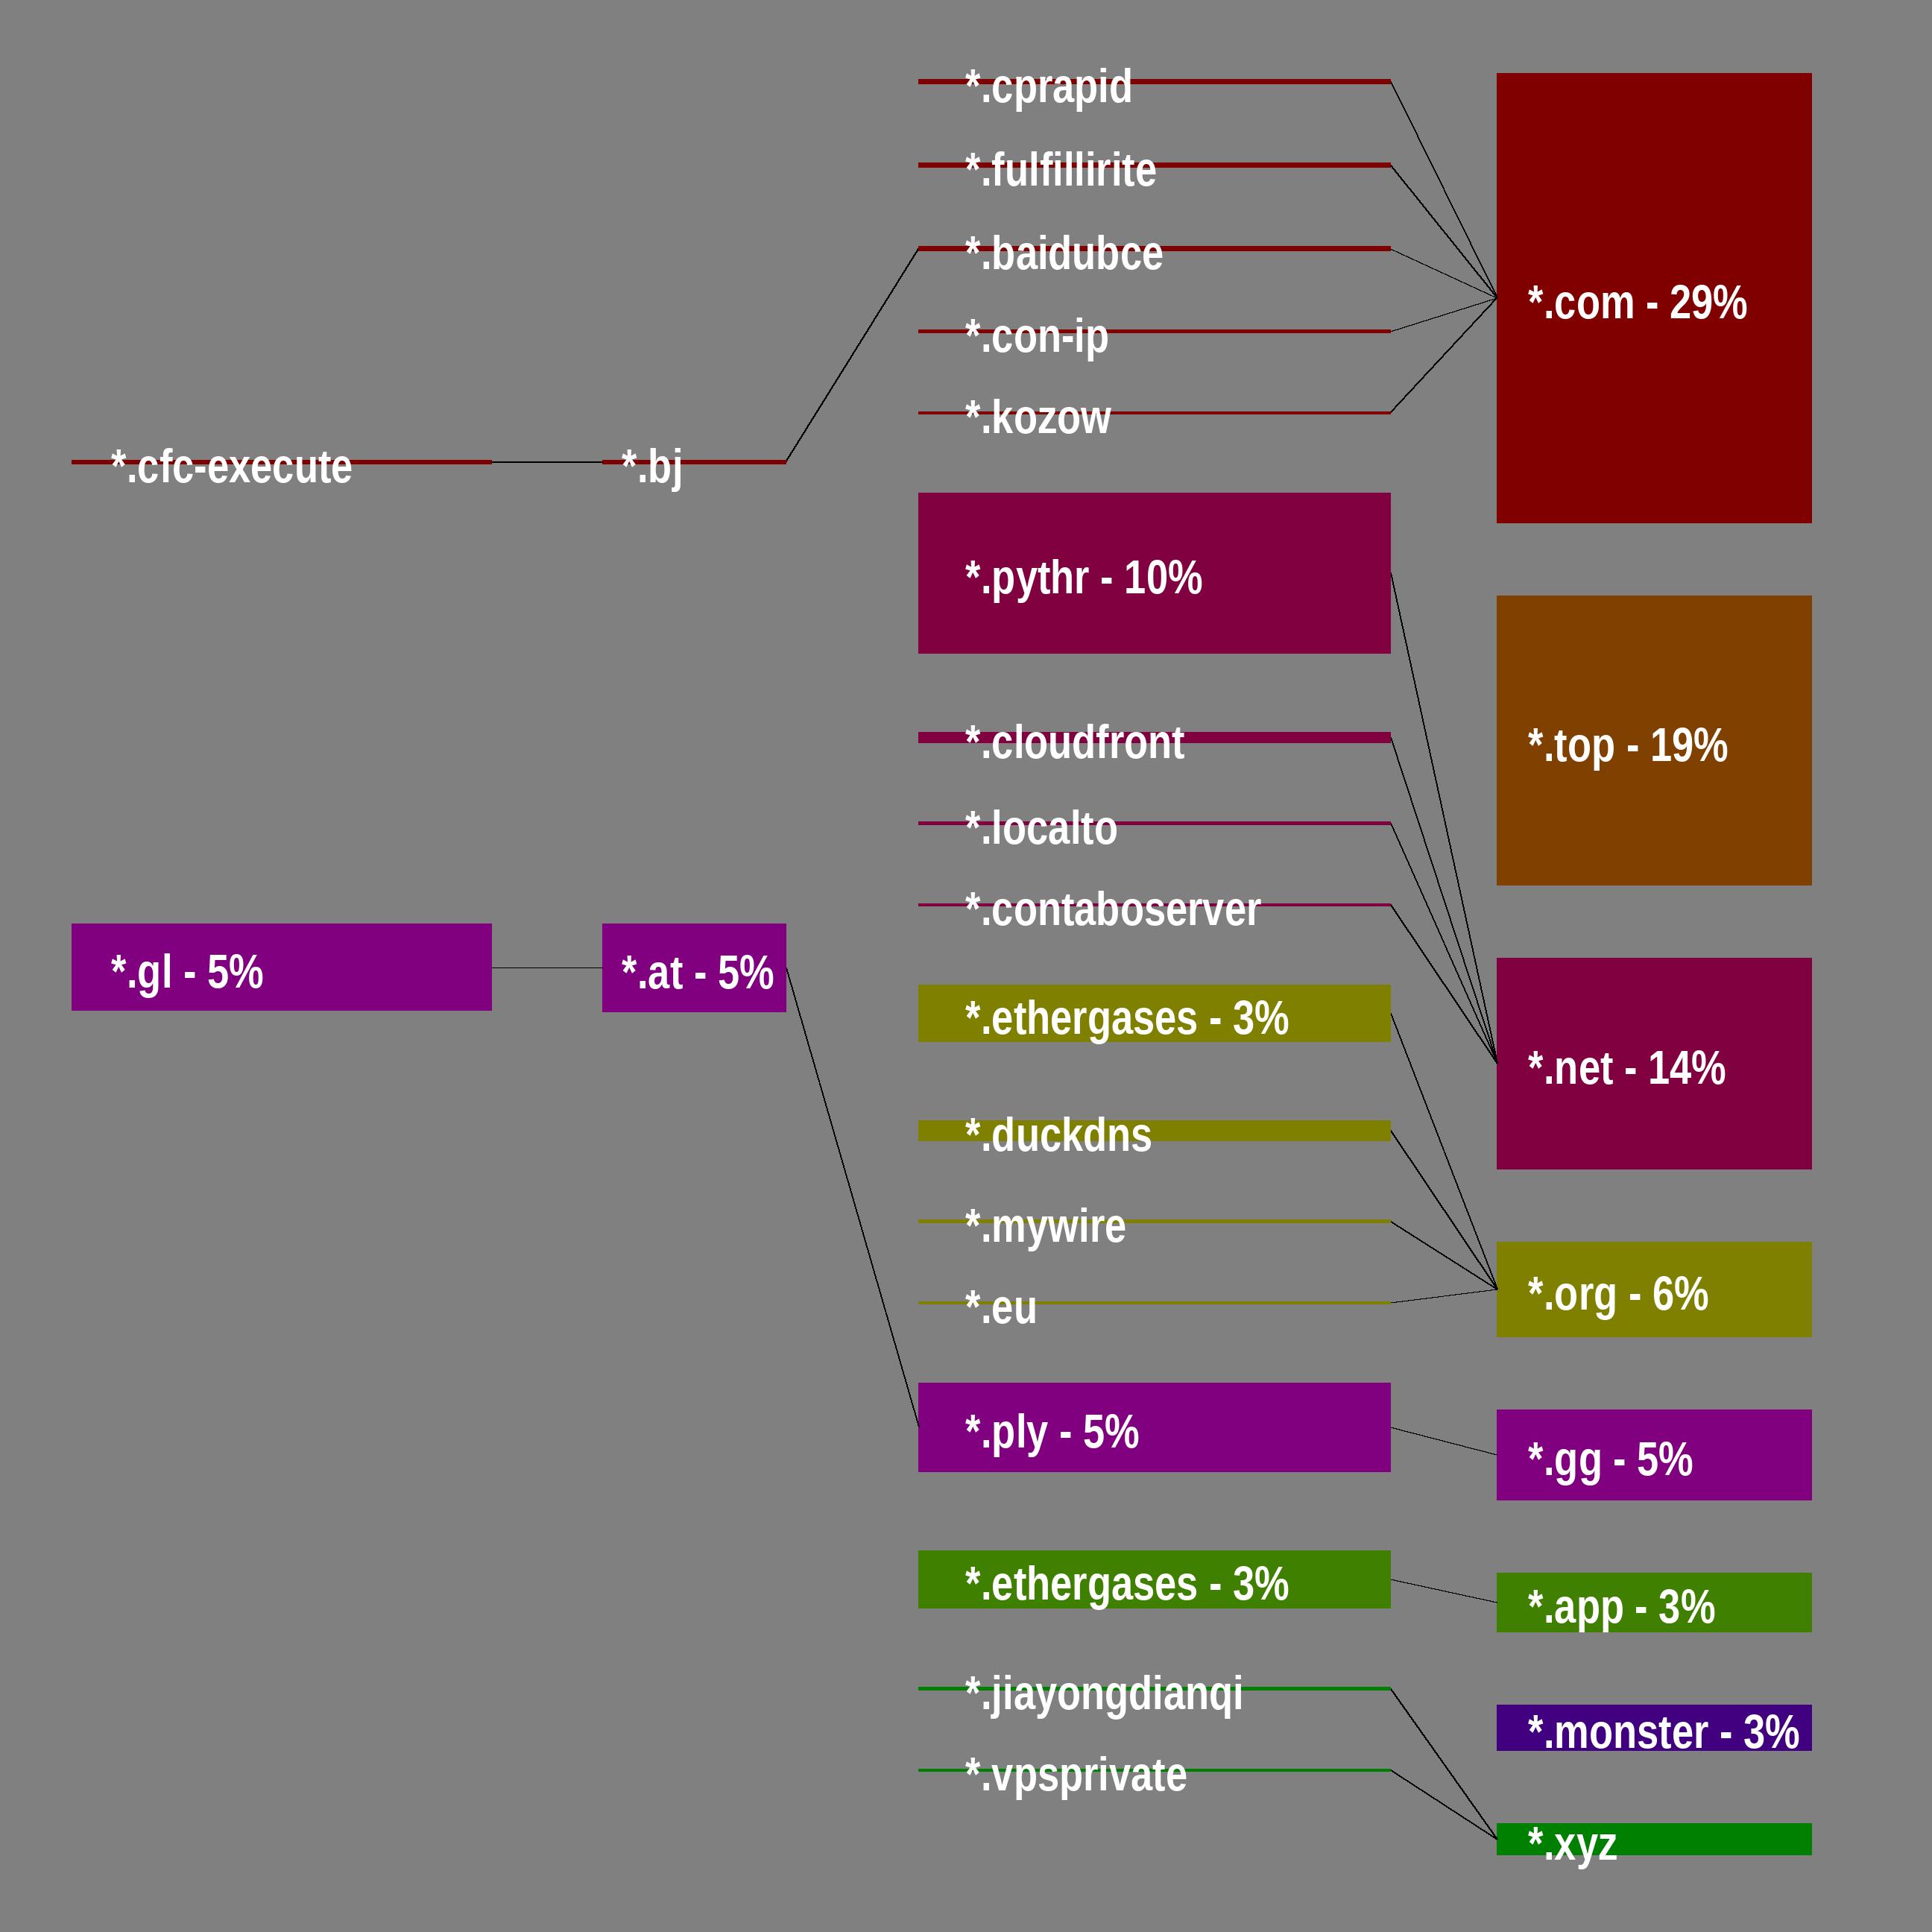 *.cprapid
*.fulfillirite
*.baidubce
*.con-ip
*.kozow
*.com - 29%
*.cfc-execute
*.bj
*.pythr - 10%
*.top - 19%
*.cloudfront
*.localto
*.contaboserver
*.gl - 5%
*.at - 5%
*.ethergases - 3%
*.net - 14%
*.duckdns
*.mywire
*.eu
*.org - 6%
*.ply - 5%
*.gg - 5%
*.ethergases - 3%
*.app - 3%
*.jiayongdianqi
*.monster - 3%
*.vpsprivate
*.xyz